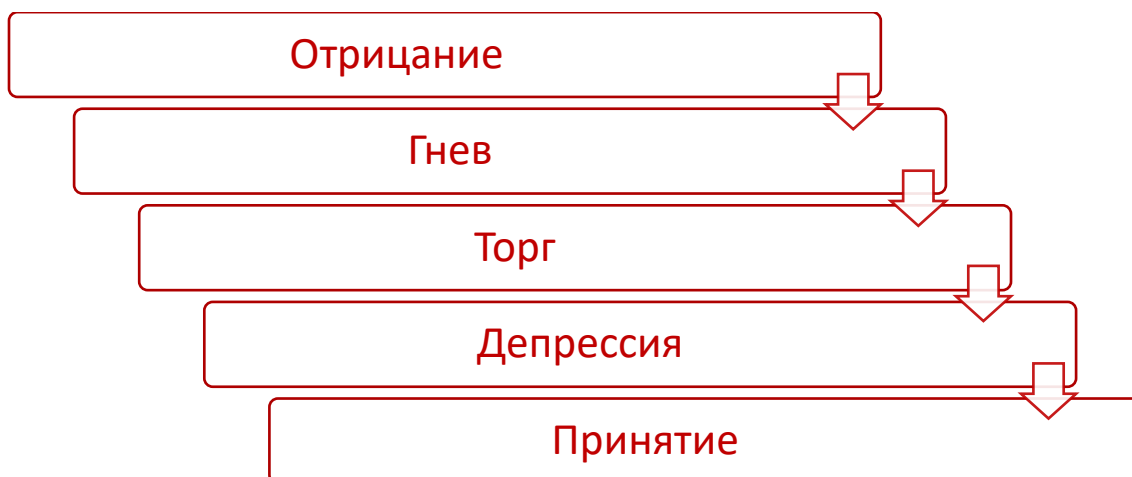 Отрицание
Гнев
Торг
Депрессия
Принятие